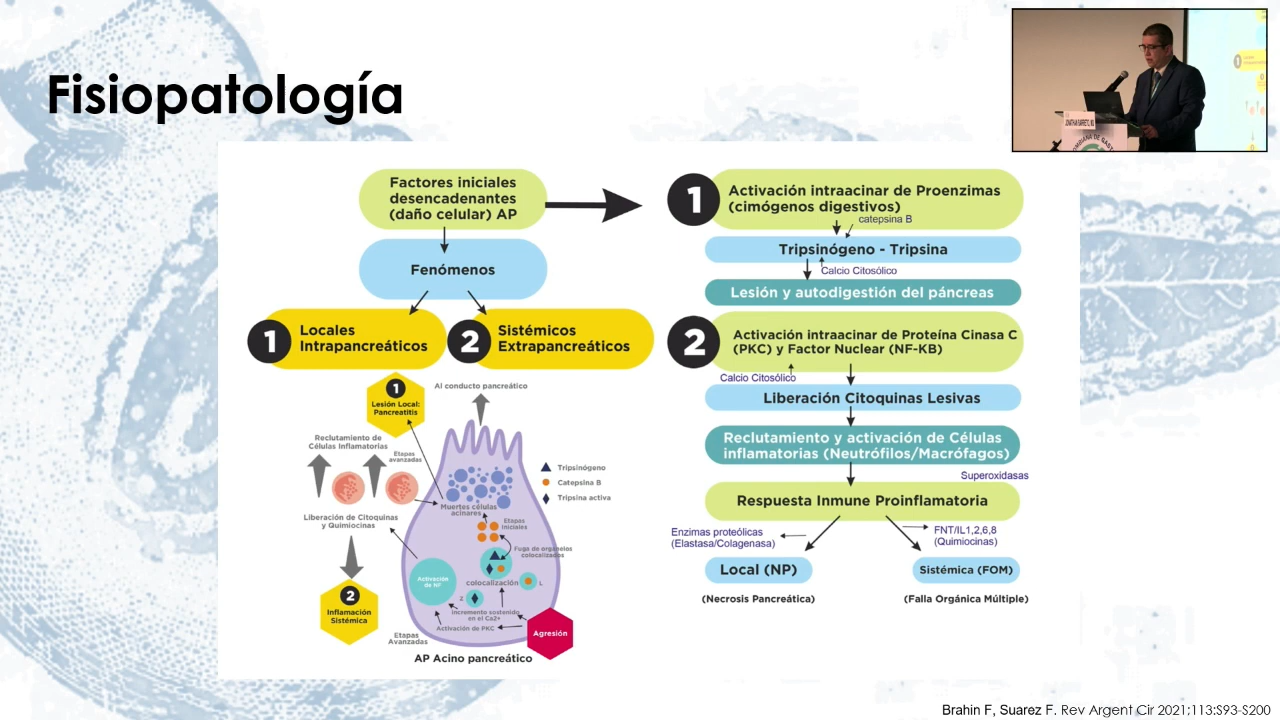 Fisiopatología
Factores iniciales
desencadenantes
(daño celular) AP
Fenómenos
1
Locales
Intrapancreáticos
2
Sistémicos
Extrapancreáticos
1
Lesión Local:
Pancreatitis
Al conducto pancreático
Reclutamiento de
Células Inflamatorias
Etapas
avanzadas
Liberación de Citoquinas
y Quimiocinas
2
Inflamación
Sistémica
Muertes células
acinares
Etapas
iniciales
Fuga de orgánelos
colocalizados
colocalización
L
Z
Activación
de NF
Incremente sostenido
en el Ca2+
Activación de PKC
Etapas
Avanzadas
Agresión
AP Acino pancreático
Tripsinógeno
Catepsina B
Tripsina activa
1
Activación intraacinar de Proenzimas
(cimógenos digestivos)
catepsina B
Tripsinógeno - Tripsina
Calcio Citosólico
Lesión y autodigestión del páncreas
2
Activación intraacinar de Proteína Cinasa C
(PKC) y Factor Nuclear (NF-KB)
Calcio Citosólico
Liberación Citoquinas Lesivas
Reclutamiento y activación de Células
inflamatorias (Neutrófilos/Macrófagos)
Superoxidasas
Respuesta Inmune Proinflamatoria
Enzimas proteólicas
(Elastasa/Colagenasa)
FNT/IL1,2,6,8
(Quimiocinas)
Local (NP)
Sistémica (FOM)
(Necrosis Pancreática)
(Falla Orgánica Múltiple)
Brahin F, Suarez F. Rev Argent Cir 2021;113:S93-S200